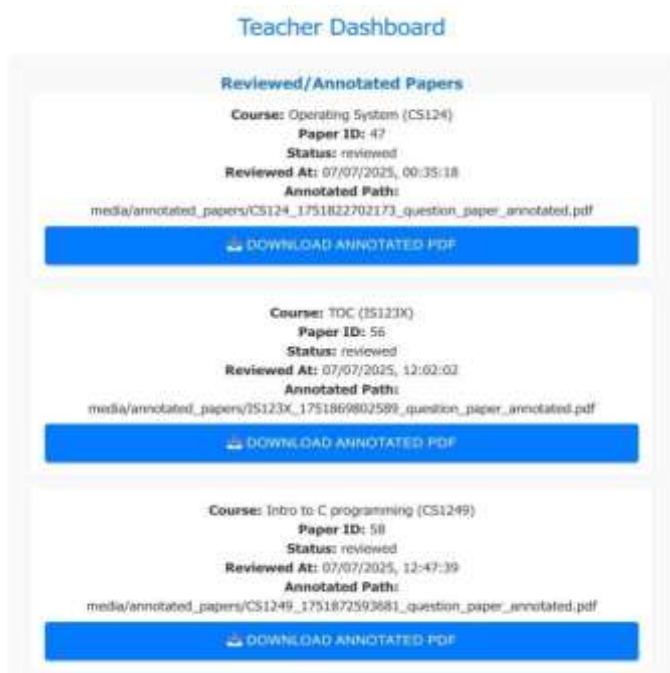 Teacher Dashboard
Reviewed/Annotated Papers
Course: Operating System (CS124)
Paper ID: 47
Status: reviewed
Reviewed At: 07/07/2025, 00:35:18
Annotated Path:
media/annotated_papers/CS124_1751822702173_question_paper_annotated.pdf
DOWNLOAD ANNOTATED PDF
Course: TOC (IS123X)
Paper ID: 56
Status: reviewed
Reviewed At: 07/07/2025, 12:02:02
Annotated Path:
media/annotated_papers/IS123X_1751869802589_question_paper_annotated.pdf
DOWNLOAD ANNOTATED PDF
Course: Intro to C programming (CS1249)
Paper ID: 58
Status: reviewed
Reviewed At: 07/07/2025, 12:47:39
Annotated Path:
media/annotated_papers/CS1249_1751872593681_question_paper_annotated.pdf
DOWNLOAD ANNOTATED PDF